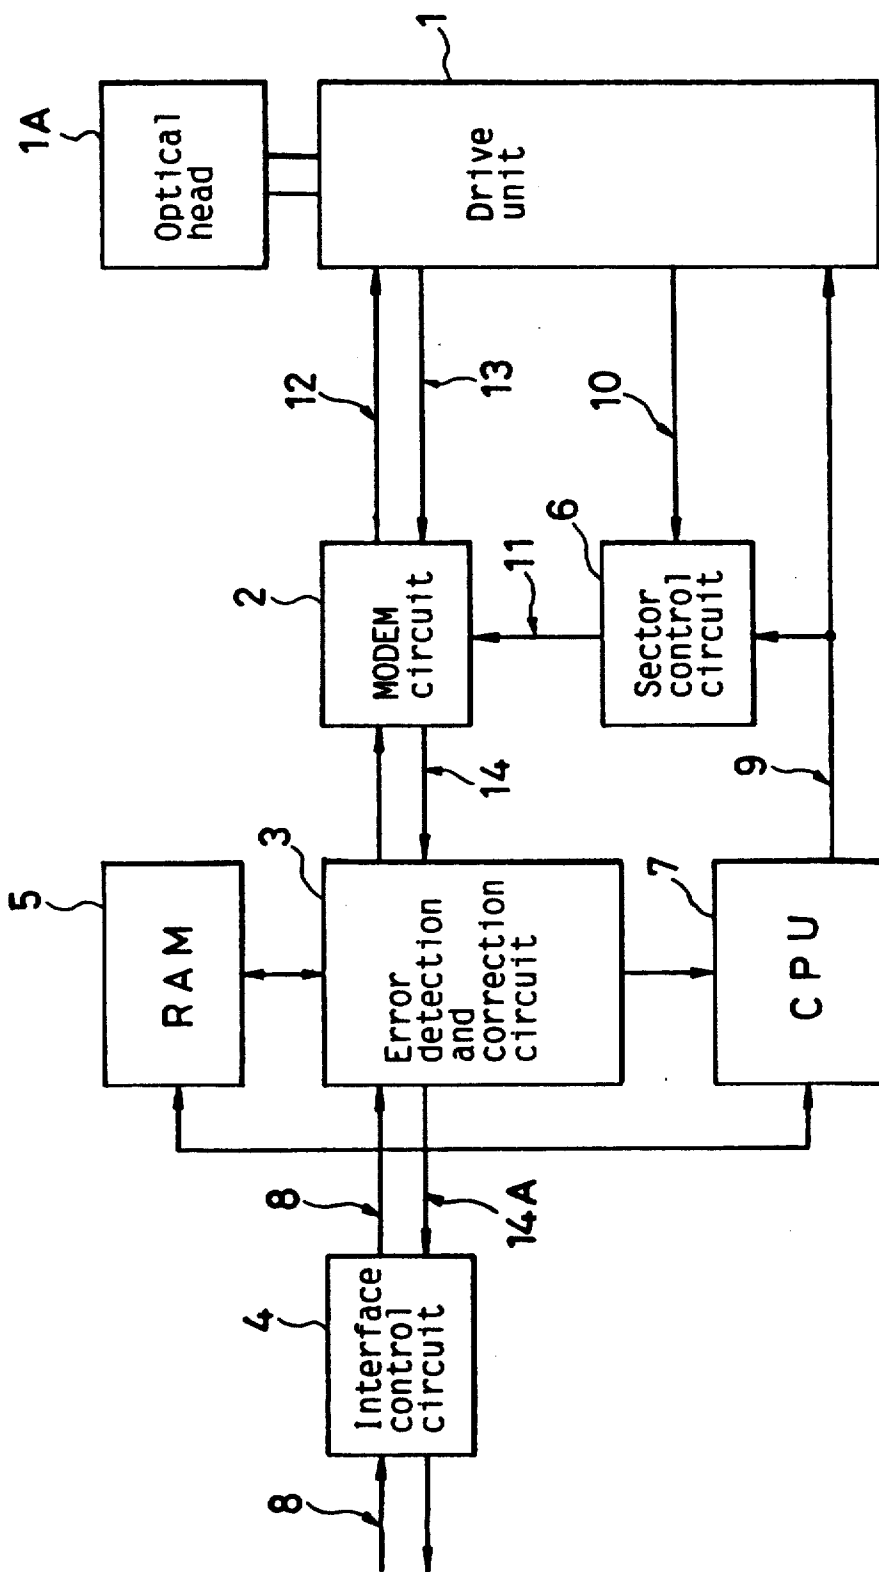 1A
Optical
head
1
Drive
unit
12
13
10
2
MODEM
circuit
11
6
Sector
control
circuit
14
9
5
RAM
3
Error
detection
and
correction
circuit
7
CPU
8
14A
4
Interface
control
circuit
8